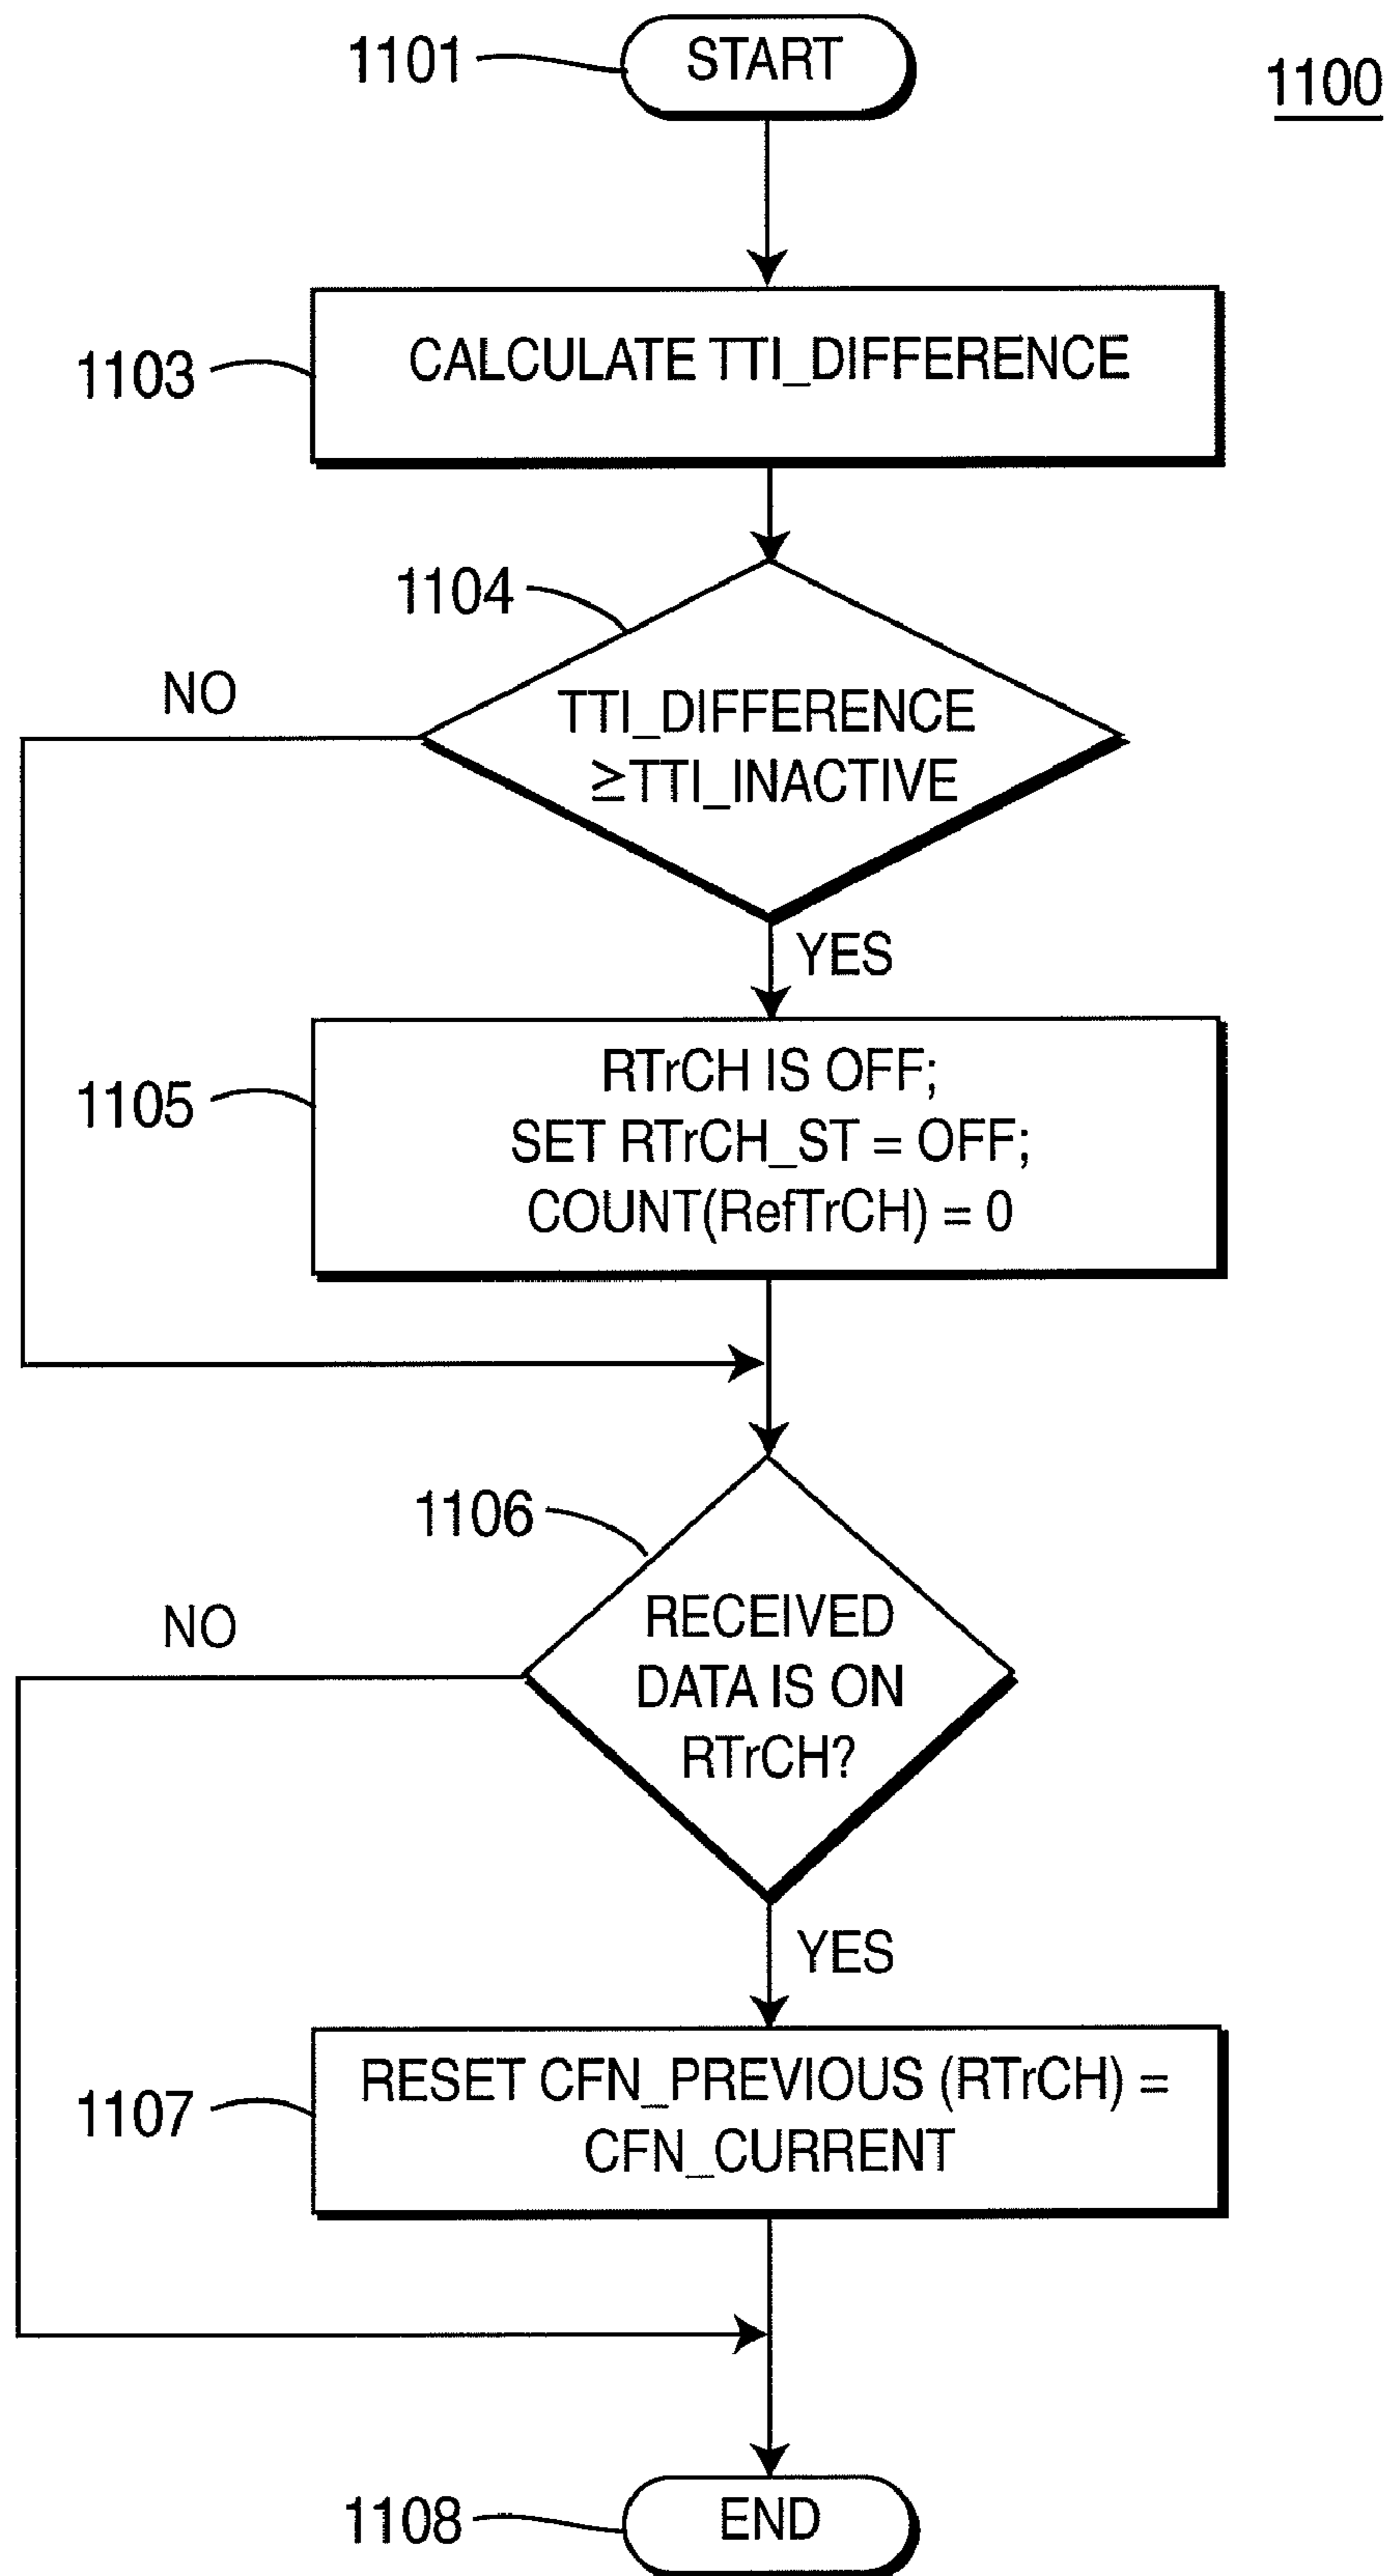 1101
START
1100
1103
CALCULATE TTI_DIFFERENCE
1104
NO
TTI_DIFFERENCE
≥TTI_INACTIVE
YES
1105
RTrCH IS OFF;
SET RTrCH_ST = OFF;
COUNT(RefTrCH) = 0
1106
NO
RECEIVED
DATA IS ON
RTrCH?
YES
1107
RESET CFN_PREVIOUS (RTrCH) =
CFN_CURRENT
1108
END